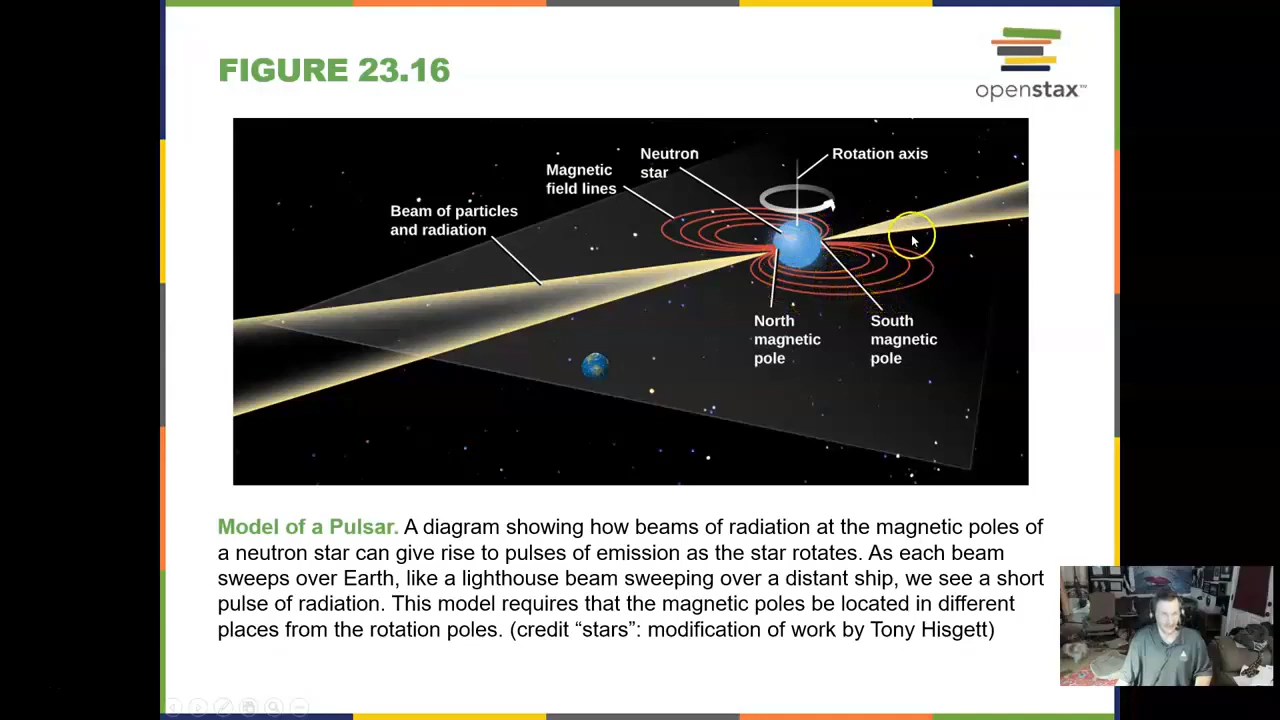 FIGURE 23.16
openstax™
Neutron
star
Rotation axis
Magnetic
field lines
Beam of particles
and radiation
North
magnetic
pole
South
magnetic
pole
Model of a Pulsar. A diagram showing how beams of radiation at the magnetic poles of
a neutron star can give rise to pulses of emission as the star rotates. As each beam
sweeps over Earth, like a lighthouse beam sweeping over a distant ship, we see a short
pulse of radiation. This model requires that the magnetic poles be located in different
places from the rotation poles. (credit “stars”: modification of work by Tony Hisgett)